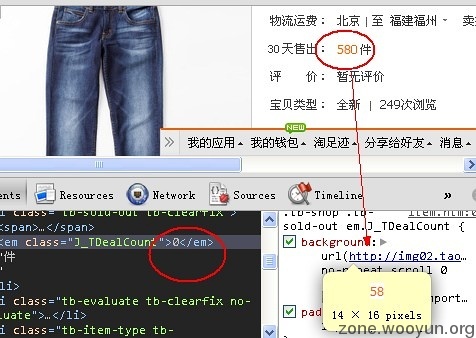 物流运费： 北京 | 至 福建福州
30天售出： 580件
评 价： 暂无评价
宝贝类型： 全新 | 249次浏览
NEW
我的应用 我的钱包 淘足迹 分享给好友 消息
ents Resources Network Sources Timeline »
i class="tb-sold-out tb-clearfix">
<span>…</span>
<em class="J_TDealCount">0</em>
"件
"
/li>
i class="tb-evaluate tb-clearfix no-
luate">…</li>
i class="tb-item-type tb-
.tb-shop .tb- item.htm:
sold-out em.J_TDealCount {
background:
url(http://img02.tao…
no-repeat scroll 0
58
14 × 16 pixels
pad
zone.wooyun.org